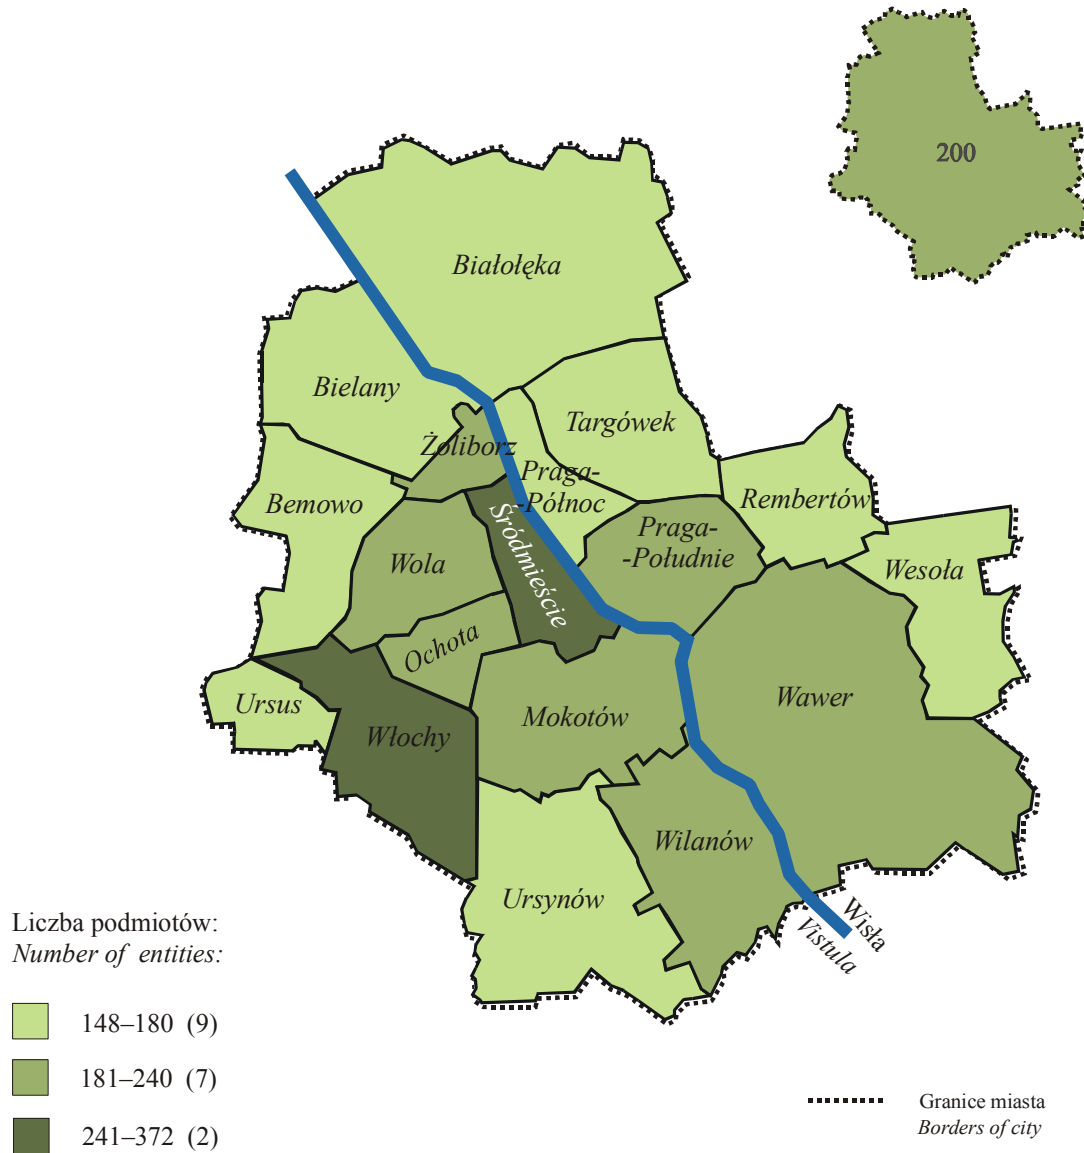 200
Białołęka
Bielany
Targówek
Żoliborz
Praga-
-Północ
Bemowo
Rembertów
Śródmieście
Praga-
-Południe
Wola
Wesoła
Ochota
Ursus
Włochy
Mokotów
Wawer
Wilanów
Ursynów
Wisła
Vistula
Liczba podmiotów:
Number of entities:
148–180 (9)
181–240 (7)
241–372 (2)
Granice miasta
Borders of city